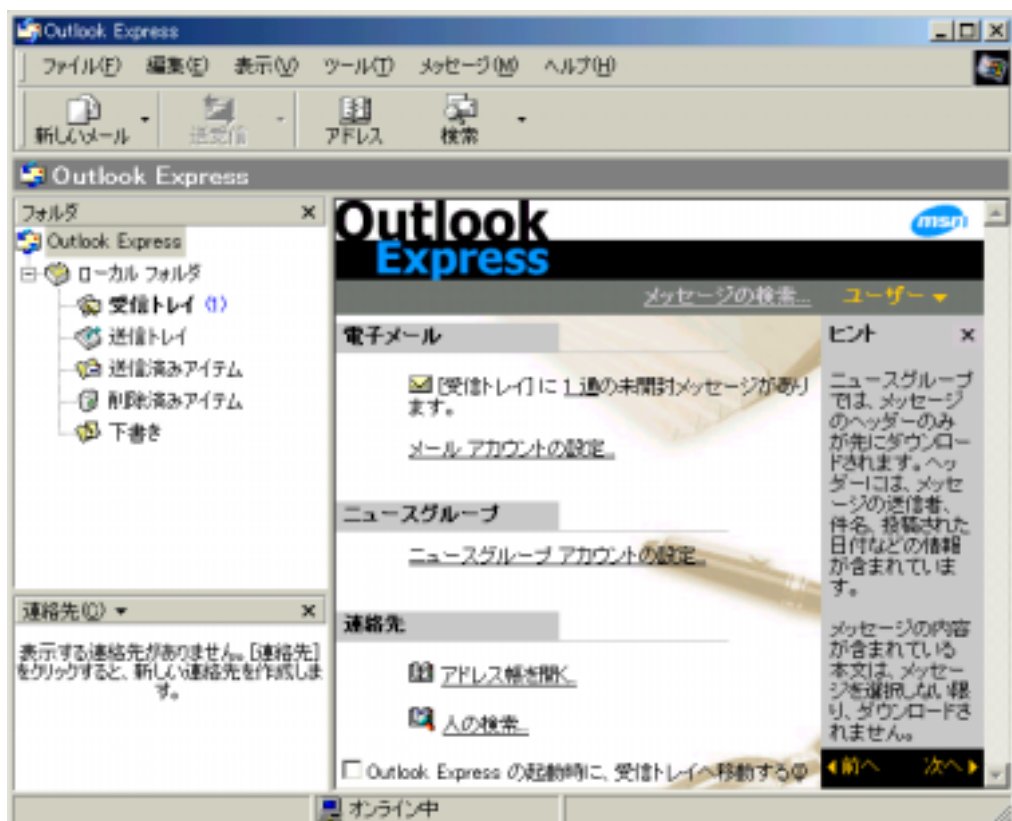 Outlook Express
ファイル(F) 編集(E) 表示(V) ツール(T) メッセージ(M) ヘルプ(H)
新しいメール 送受信 アドレス 検索
Outlook Express
フォルダ ×
Outlook Express
ローカル フォルダ
受信トレイ (1)
送信トレイ
送信済みアイテム
削除済みアイテム
下書き
連絡先(C) ▼ ×
表示する連絡先がありません。[連絡先]
をクリックすると、新しい連絡先を作成しま
す。
Outlook
Express
msn
メッセージの検索...
ユーザー ▼
電子メール
[受信トレイ] に 1 通の未開封メッセージがあり
ます。
メール アカウントの設定...
ニュースグループ
ニュースグループ アカウントの設定...
連絡先
アドレス帳を開く...
人の検索...
Outlook Express の起動時に、受信トレイへ移動する
ヒント ×
ニュースグループ
では、メッセージ
のヘッダーのみ
が先にダウンロー
ドされます。ヘッ
ダーには、メッセ
ージの送信者、
件名、投稿された
日付などの情報
が含まれていま
す。
メッセージの内容
が含まれている
本文は、メッセー
ジを選択しない限
り、ダウンロードさ
れません。
前へ 次へ
オンライン中